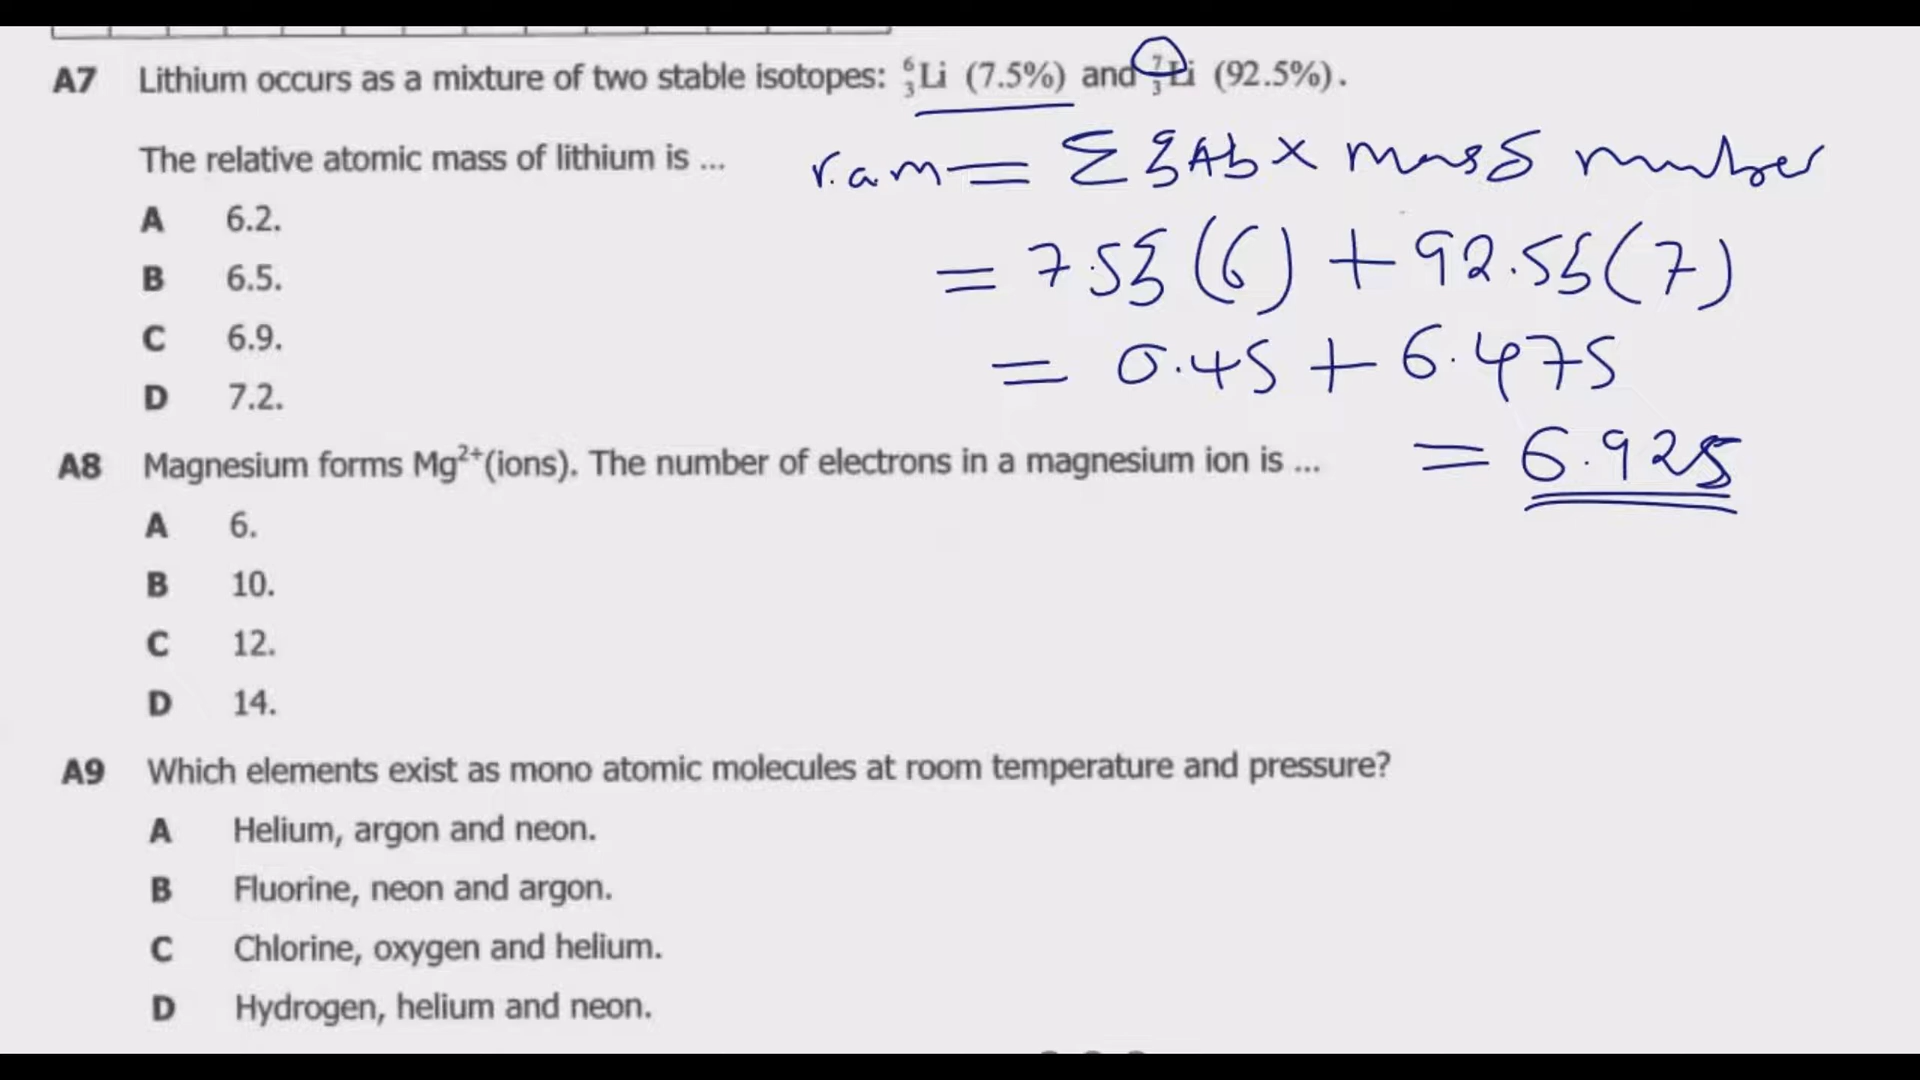 A7 Lithium occurs as a mixture of two stable isotopes: ⁶₃Li (7.5%) and ⁷₃Li (92.5%).
The relative atomic mass of lithium is ...
r.a.m = Σ % Ab × mass number
A 6.2.
= 7.5% (6) + 92.5% (7)
B 6.5.
C 6.9.
= 0.45 + 6.475
D 7.2.
= 6.925
A8 Magnesium forms Mg²⁺(ions). The number of electrons in a magnesium ion is ...
A 6.
B 10.
C 12.
D 14.
A9 Which elements exist as mono atomic molecules at room temperature and pressure?
A Helium, argon and neon.
B Fluorine, neon and argon.
C Chlorine, oxygen and helium.
D Hydrogen, helium and neon.